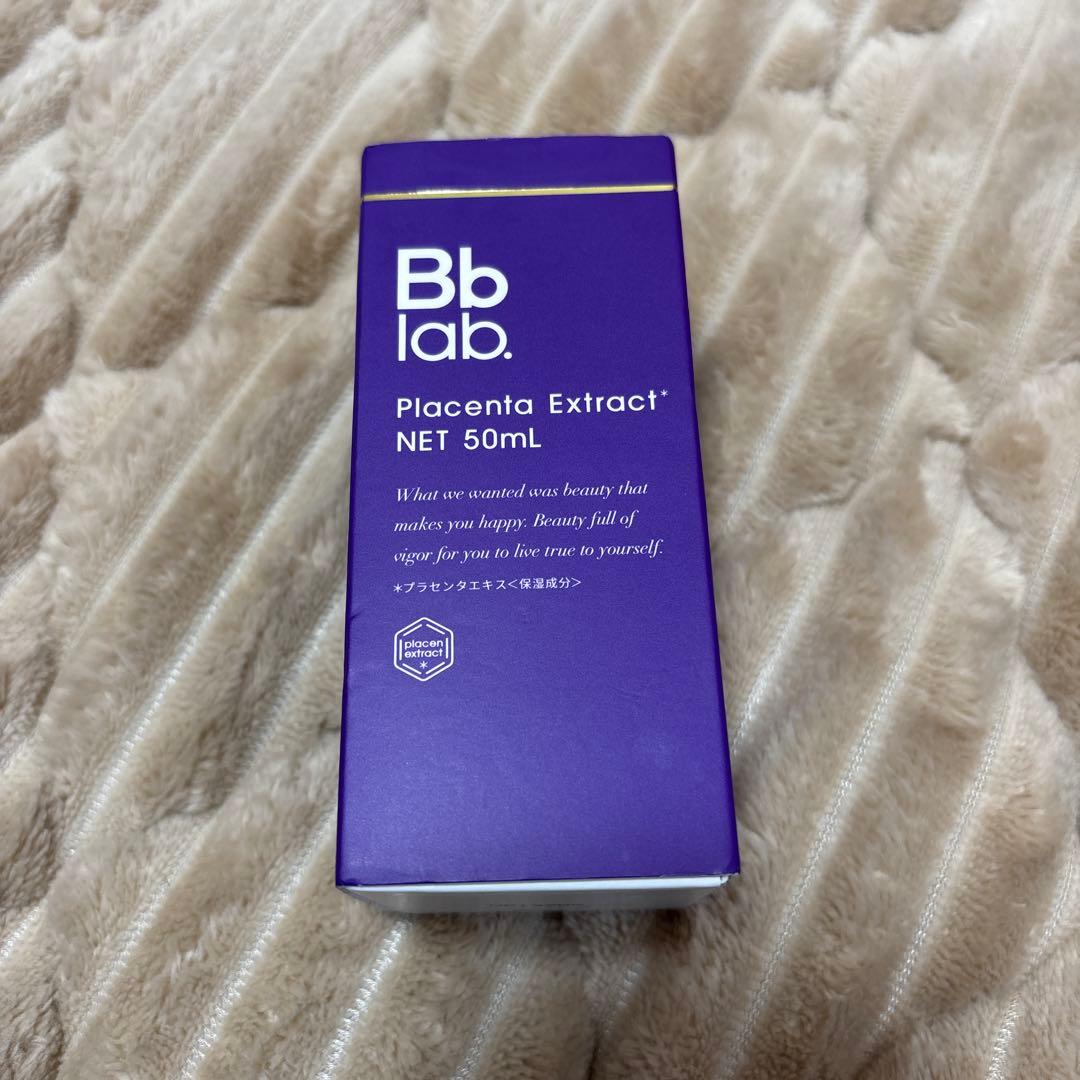 Bb
lab.
Placenta Extract*
NET 50mL
What we wanted was beauty that
makes you happy. Beauty full of
vigor for you to live true to yourself.
*プラセンタエキス<保湿成分>
placen
extract
*